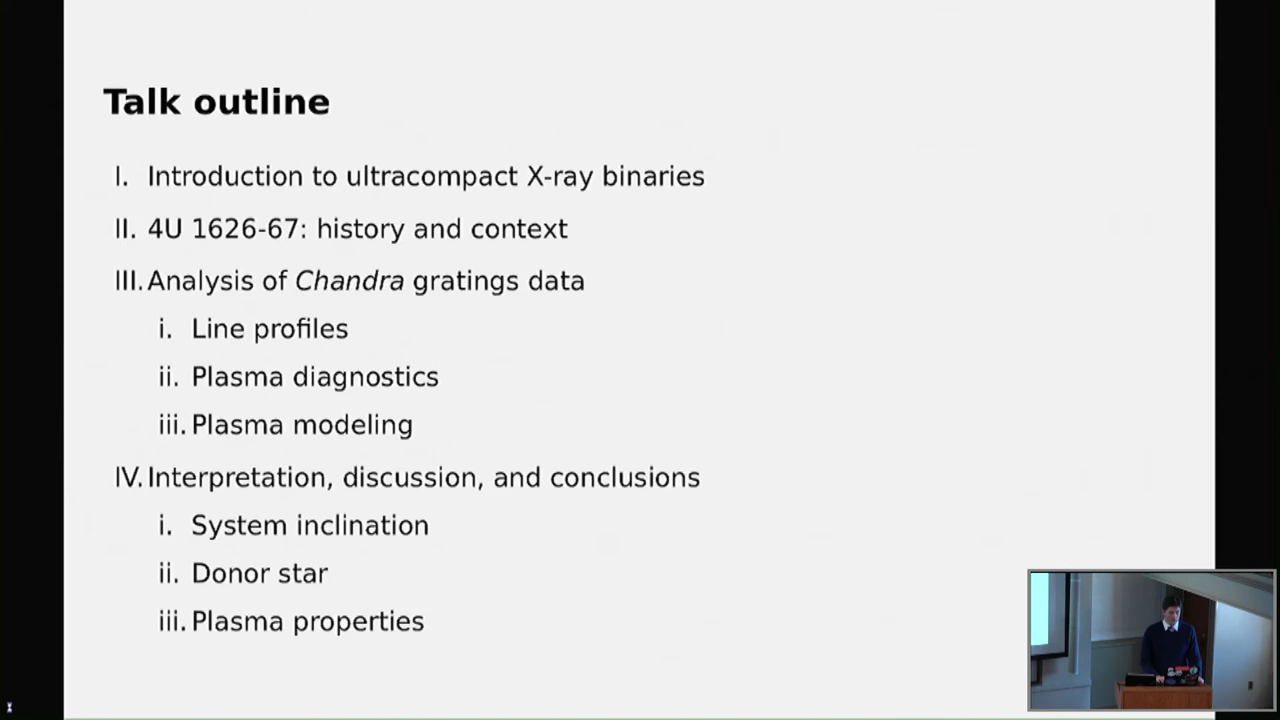 Talk outline
I. Introduction to ultracompact X-ray binaries
II. 4U 1626-67: history and context
III. Analysis of Chandra gratings data
i. Line profiles
ii. Plasma diagnostics
iii. Plasma modeling
IV. Interpretation, discussion, and conclusions
i. System inclination
ii. Donor star
iii. Plasma properties